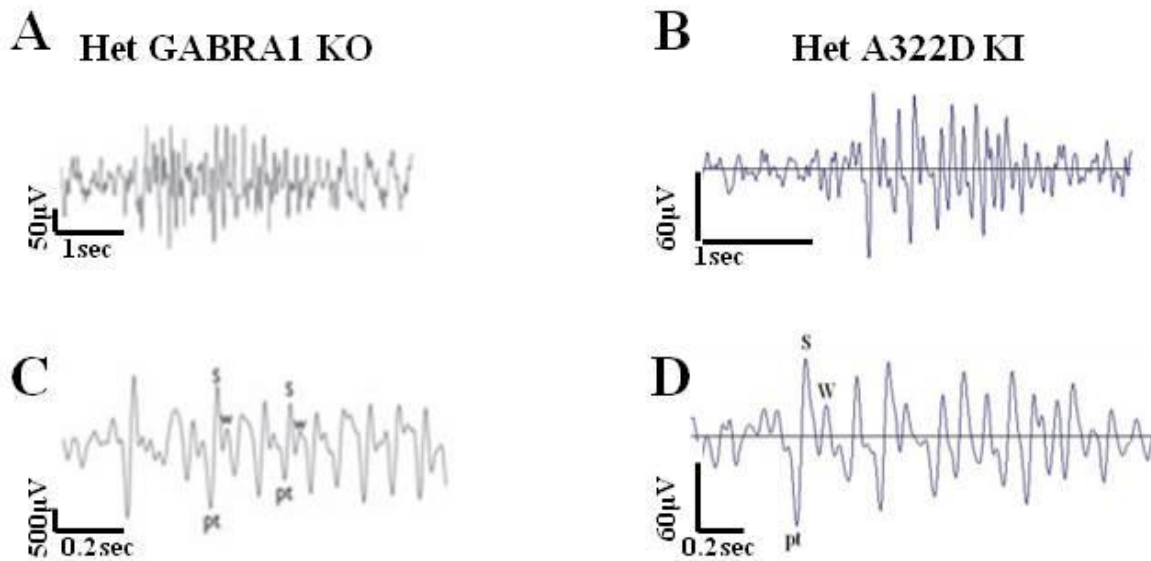 A Het GABRA1 KO
B Het A322D KI
50µV
1sec
60µV
1sec
C
s
s
w
w
pt
pt
500µV
0.2sec
D
s
w
pt
60µV
0.2sec